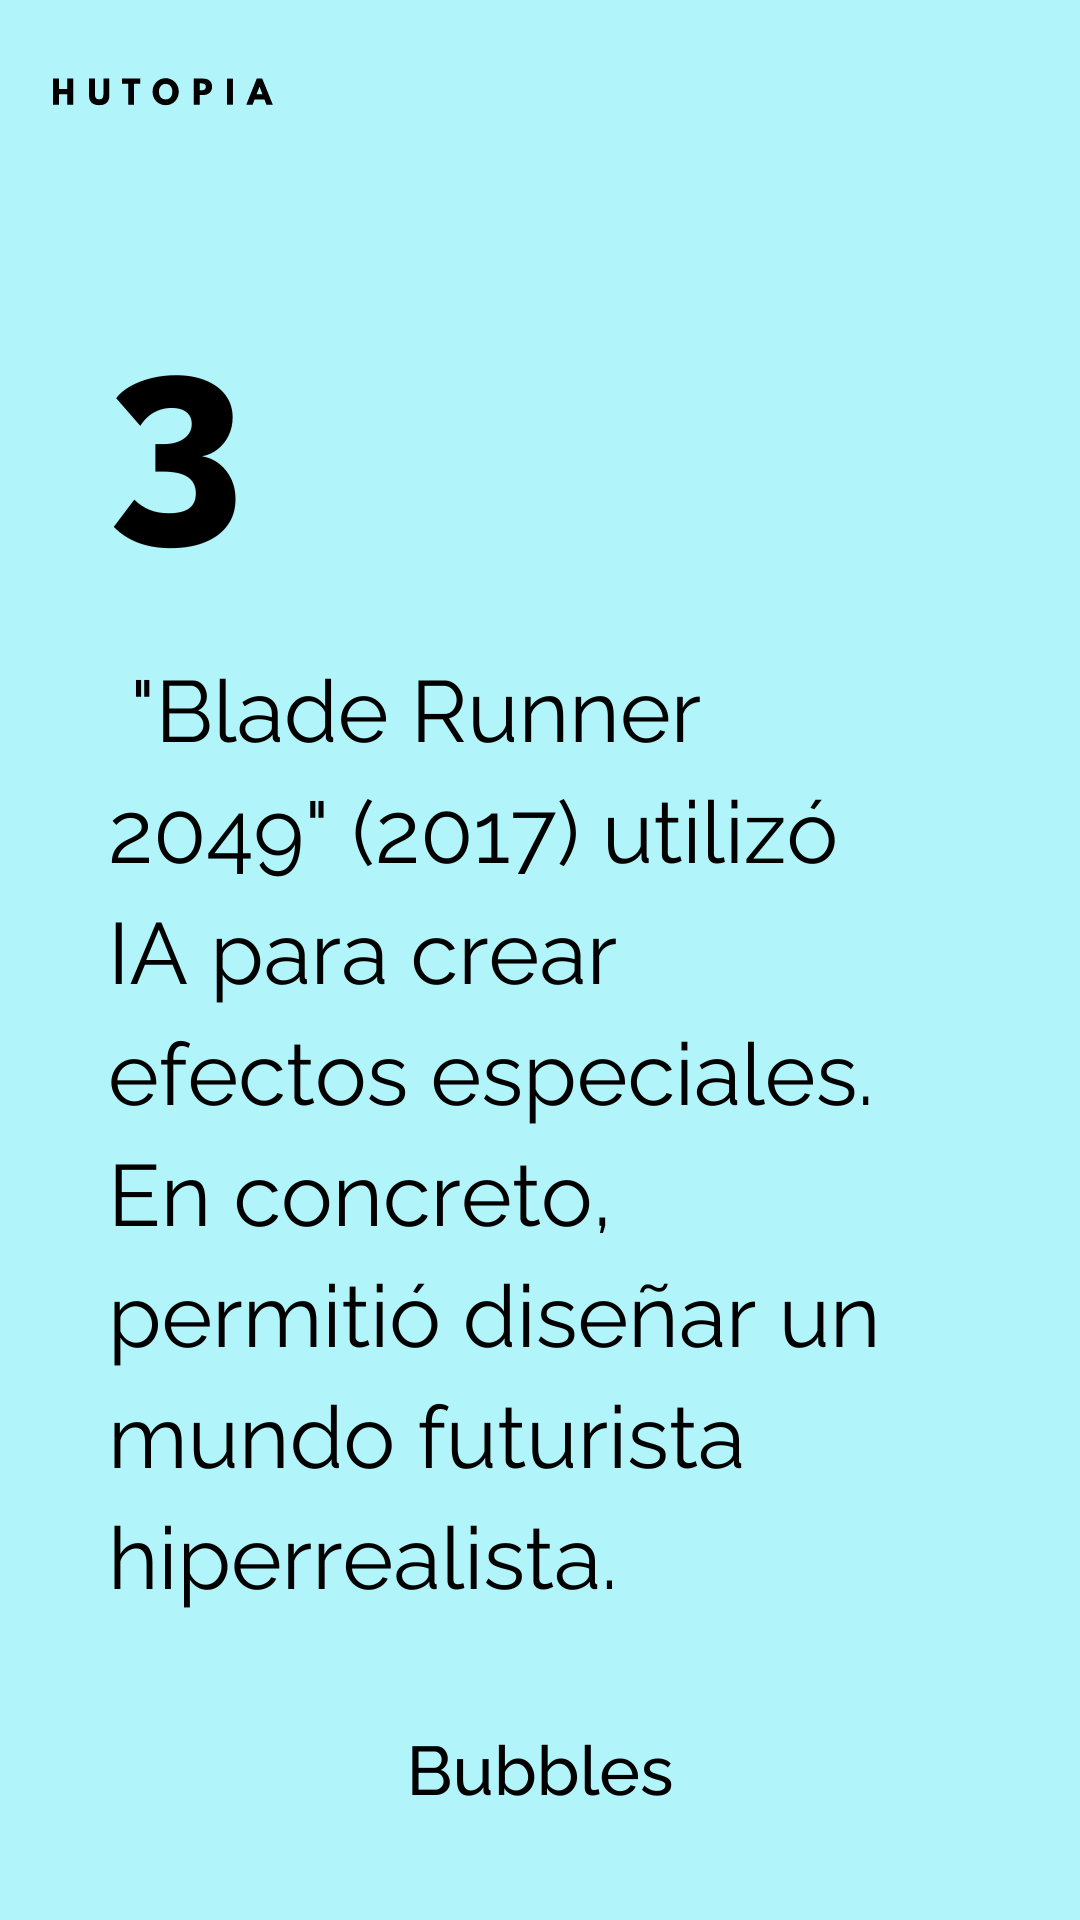 HUTOPIA
3
"Blade Runner
2049" (2017) utilizó
IA para crear
efectos especiales.
En concreto,
permitió diseñar un
mundo futurista
hiperrealista.
Bubbles